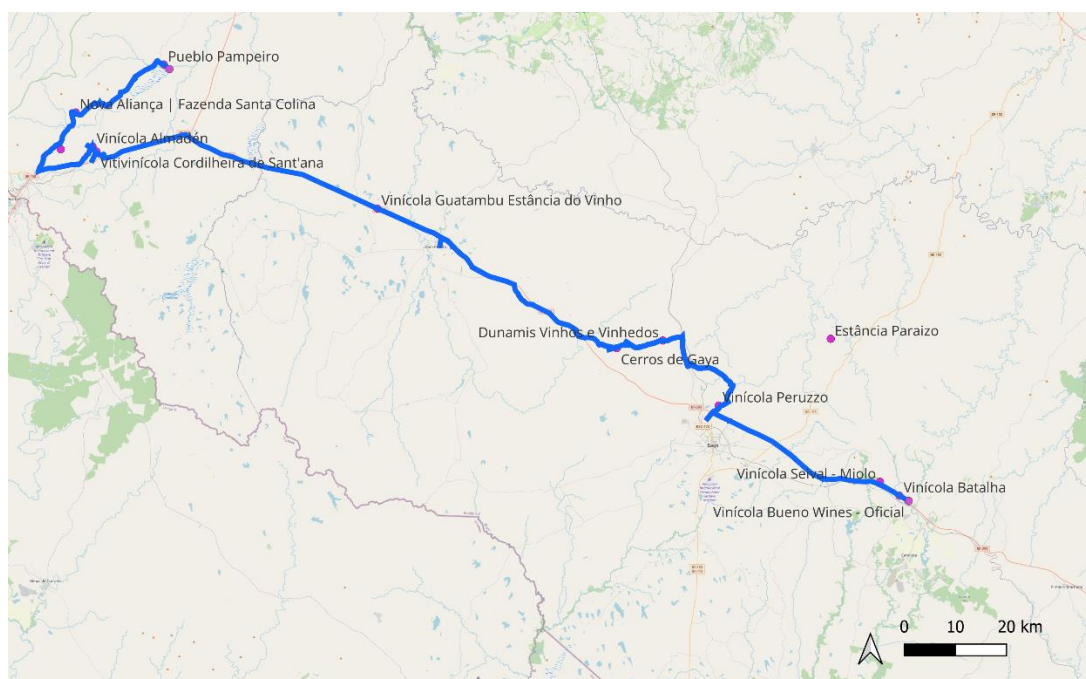 Pueblo Pampeiro
Nova Aliança | Fazenda Santa Colina
Vinícola Almadén
Vitivinícola Cordilheira de Sant'ana
Vinícola Guatambu Estância do Vinho
Dunamis Vinhos e Vinhedos
Estância Paraizo
Cerros de Gaya
Vinícola Peruzzo
Bagé
Vinícola Seival - Miolo
Vinícola Batalha
Vinícola Bueno Wines - Oficial
0 10 20 km